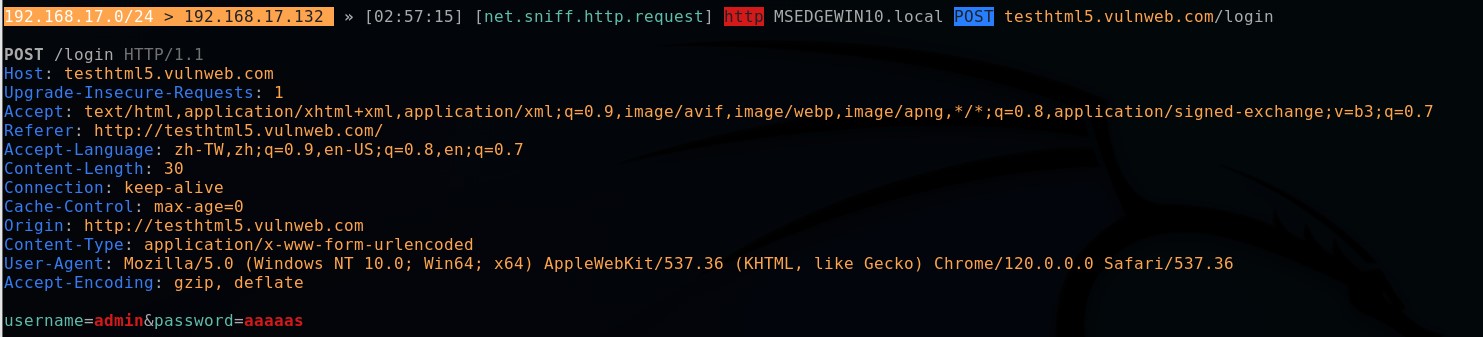 192.168.17.0/24 > 192.168.17.132 » [02:57:15] [net.sniff.http.request] http MSEDGEWIN10.local POST testhtml5.vulnweb.com/login
POST /login HTTP/1.1
Host: testhtml5.vulnweb.com
Upgrade-Insecure-Requests: 1
Accept: text/html,application/xhtml+xml,application/xml;q=0.9,image/avif,image/webp,image/apng,*/*;q=0.8,application/signed-exchange;v=b3;q=0.7
Referer: http://testhtml5.vulnweb.com/
Accept-Language: zh-TW,zh;q=0.9,en-US;q=0.8,en;q=0.7
Content-Length: 30
Connection: keep-alive
Cache-Control: max-age=0
Origin: http://testhtml5.vulnweb.com
Content-Type: application/x-www-form-urlencoded
User-Agent: Mozilla/5.0 (Windows NT 10.0; Win64; x64) AppleWebKit/537.36 (KHTML, like Gecko) Chrome/120.0.0.0 Safari/537.36
Accept-Encoding: gzip, deflate
username=admin&password=aaaaas